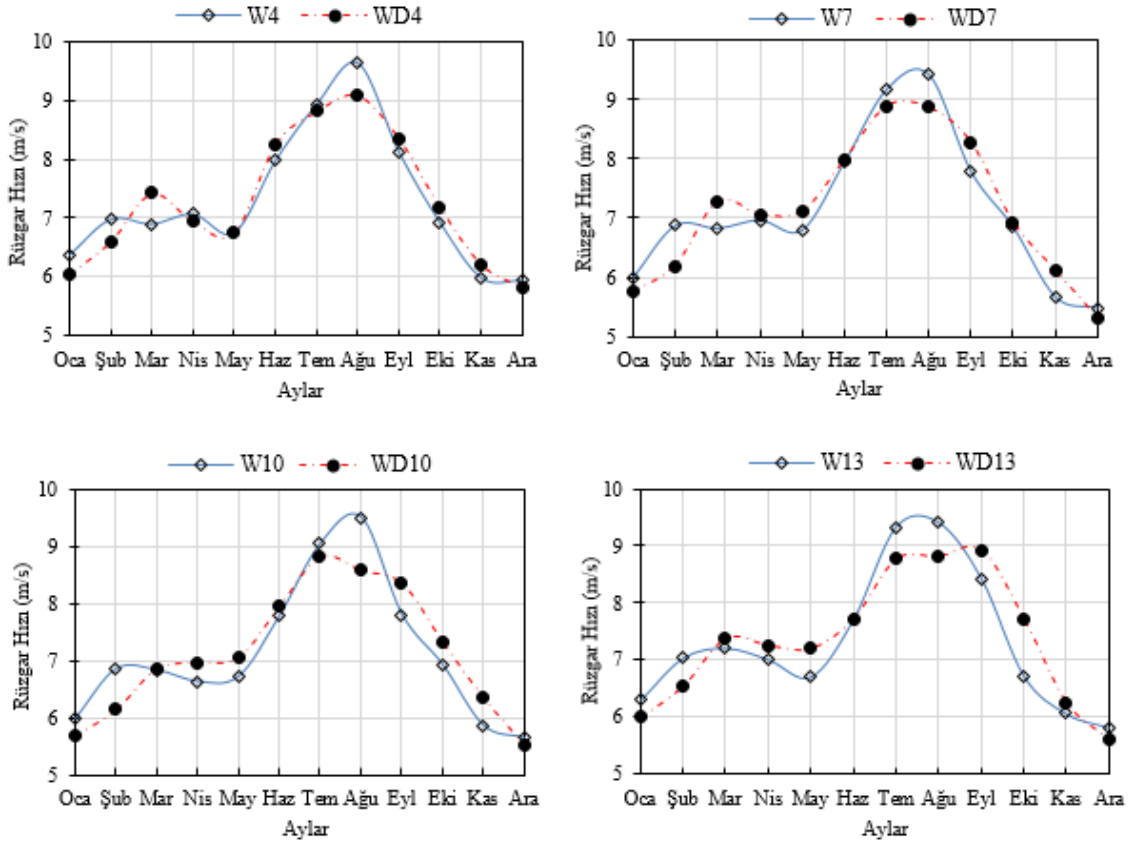 W4 WD4
10
9
8
7
6
5
Rüzgar Hızı (m/s)
Oca Şub Mar Nis May Haz Tem Ağu Eyl Eki Kas Ara
Aylar
W7 WD7
10
9
8
7
6
5
Rüzgar Hızı (m/s)
Oca Şub Mar Nis May Haz Tem Ağu Eyl Eki Kas Ara
Aylar
W10 WD10
10
9
8
7
6
5
Rüzgar Hızı (m/s)
Oca Şub Mar Nis May Haz Tem Ağu Eyl Eki Kas Ara
Aylar
W13 WD13
10
9
8
7
6
5
Rüzgar Hızı (m/s)
Oca Şub Mar Nis May Haz Tem Ağu Eyl Eki Kas Ara
Aylar